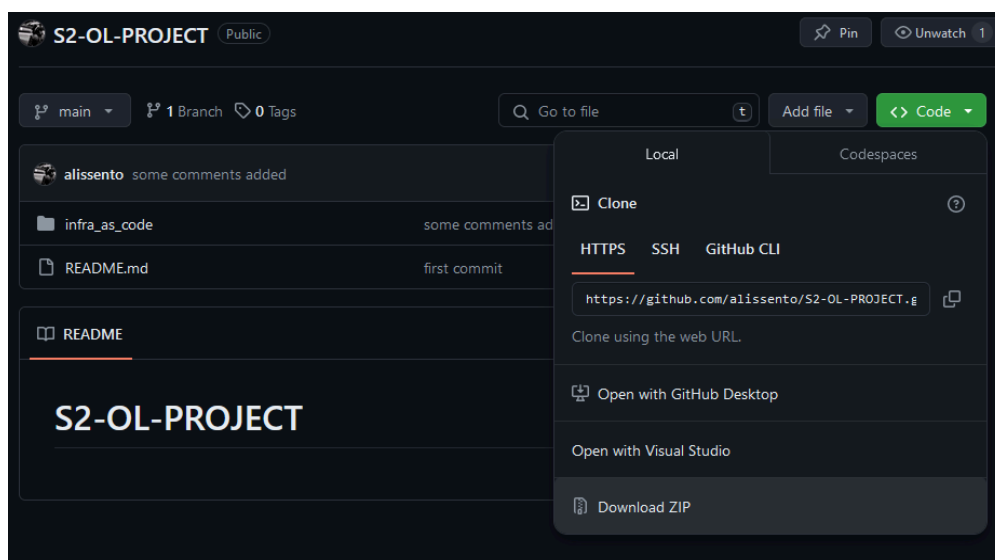 S2-OL-PROJECT Public Pin Unwatch 1
main 1 Branch 0 Tags Go to file t Add file <> Code
alissento some comments added
infra_as_code some comments ad
README.md first commit
README
S2-OL-PROJECT
Local Codespaces
Clone
HTTPS SSH GitHub CLI
https://github.com/alissento/S2-OL-PROJECT.g
Clone using the web URL.
Open with GitHub Desktop
Open with Visual Studio
Download ZIP